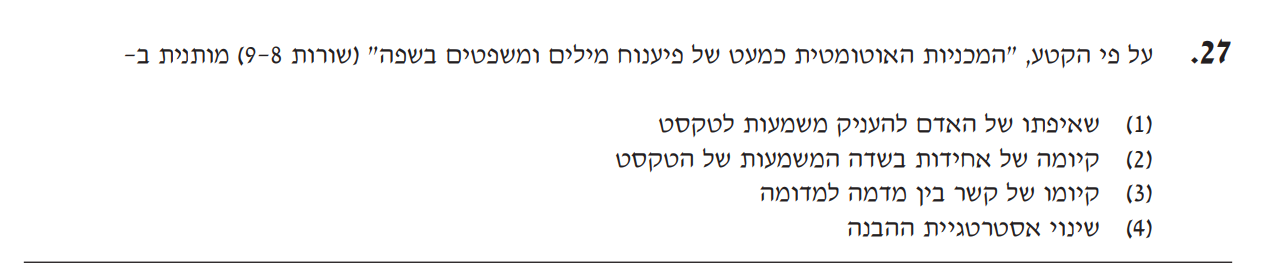 27. על פי הקטע, "המכניות האוטומטית כמעט של פיענוח מילים ומשפטים בשפה" (שורות 8–9) מותנית ב–
(1) שאיפתו של האדם להעניק משמעות לטקסט
(2) קיומה של אחידות בשדה המשמעות של הטקסט
(3) קיומו של קשר בין מדמה למדומה
(4) שינוי אסטרטגיית ההבנה